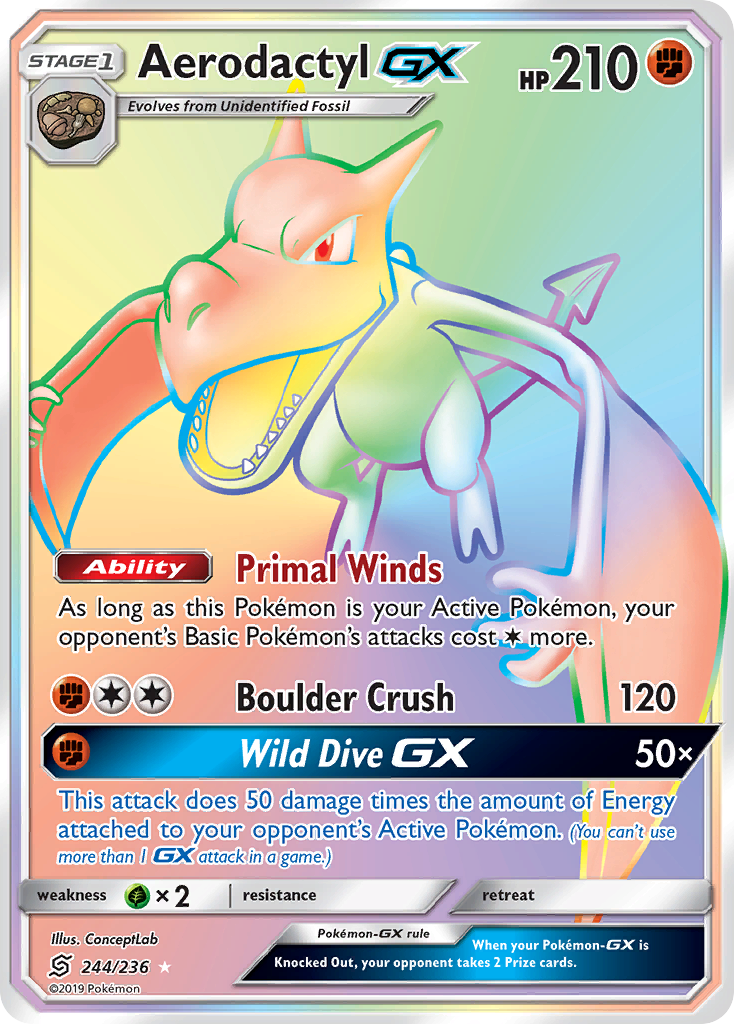 STAGE1 Aerodactyl GX HP210
Evolves from Unidentified Fossil
Ability Primal Winds
As long as this Pokémon is your Active Pokémon, your
opponent's Basic Pokémon's attacks cost more.
Boulder Crush 120
Wild Dive GX 50×
This attack does 50 damage times the amount of Energy
attached to your opponent's Active Pokémon. (You can't use
more than 1 GX attack in a game.)
weakness ×2 resistance retreat
Illus. ConceptLab
244/236
©2019 Pokémon
Pokémon-GX rule
When your Pokémon-GX is
Knocked Out, your opponent takes 2 Prize cards.